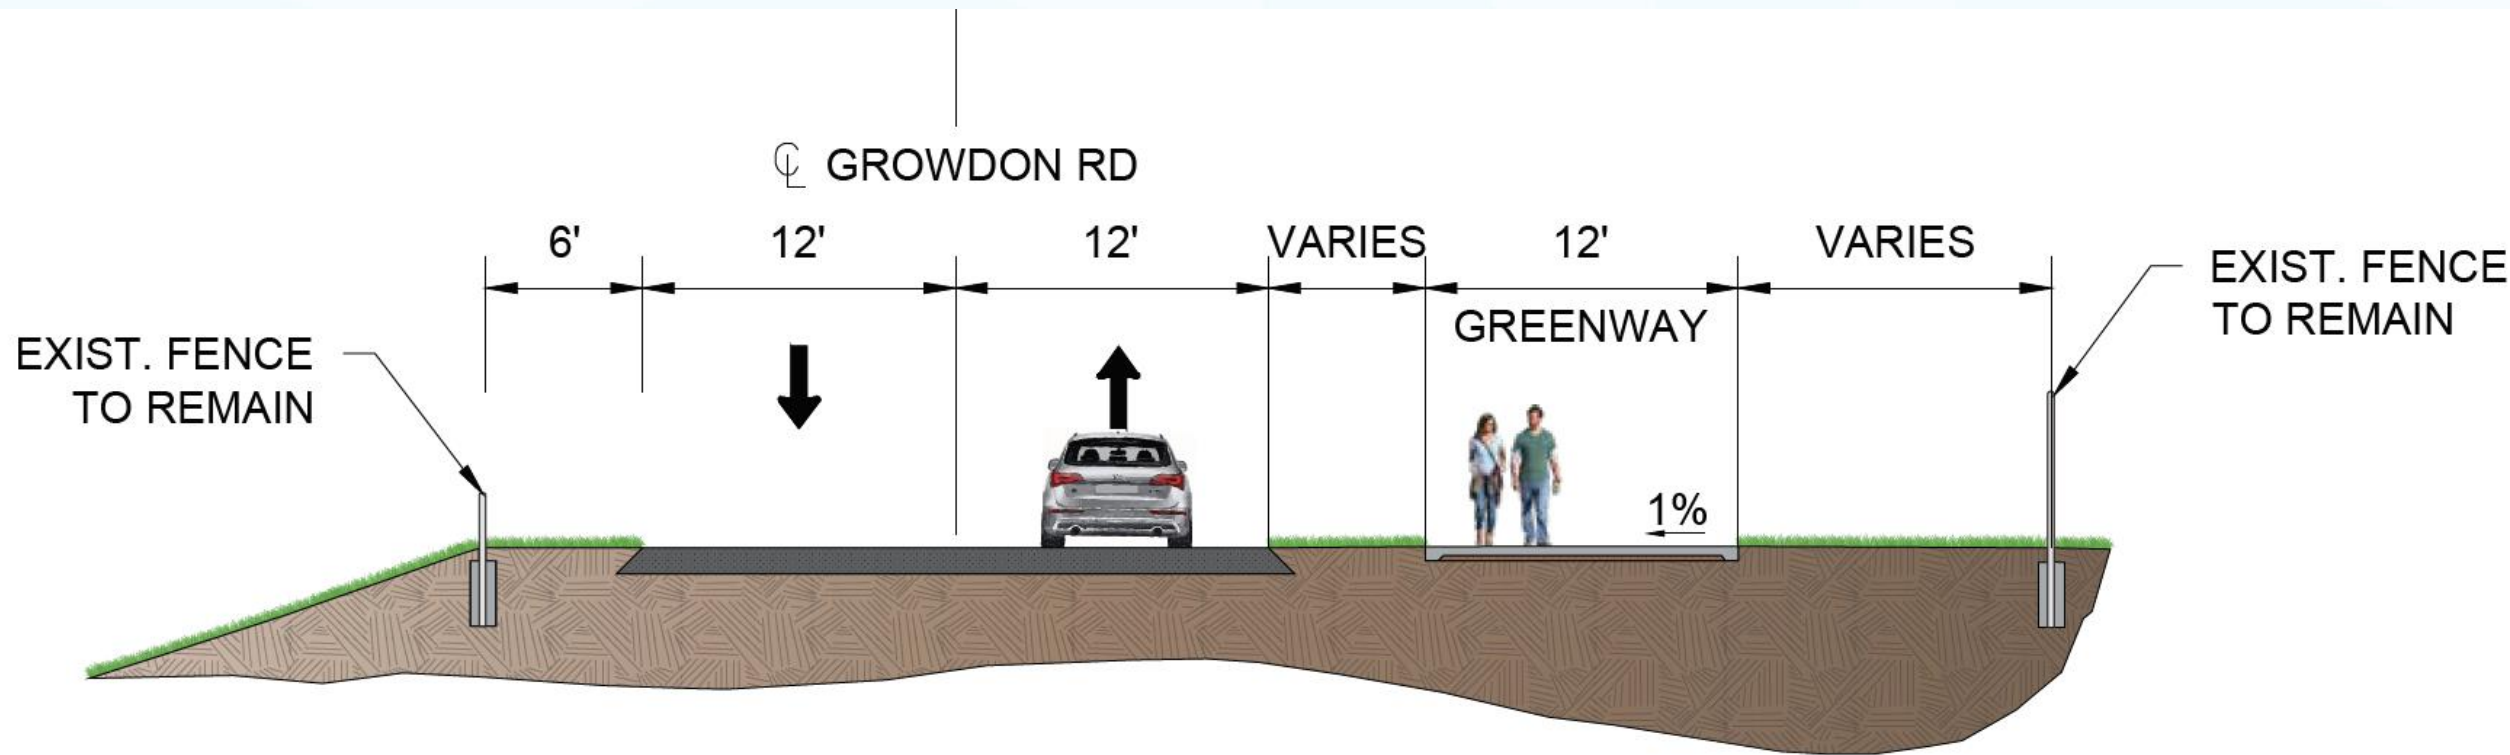 ℄ GROWDON RD
6' 12' 12' VARIES 12' VARIES
GREENWAY
EXIST. FENCE
TO REMAIN
EXIST. FENCE
TO REMAIN
1%